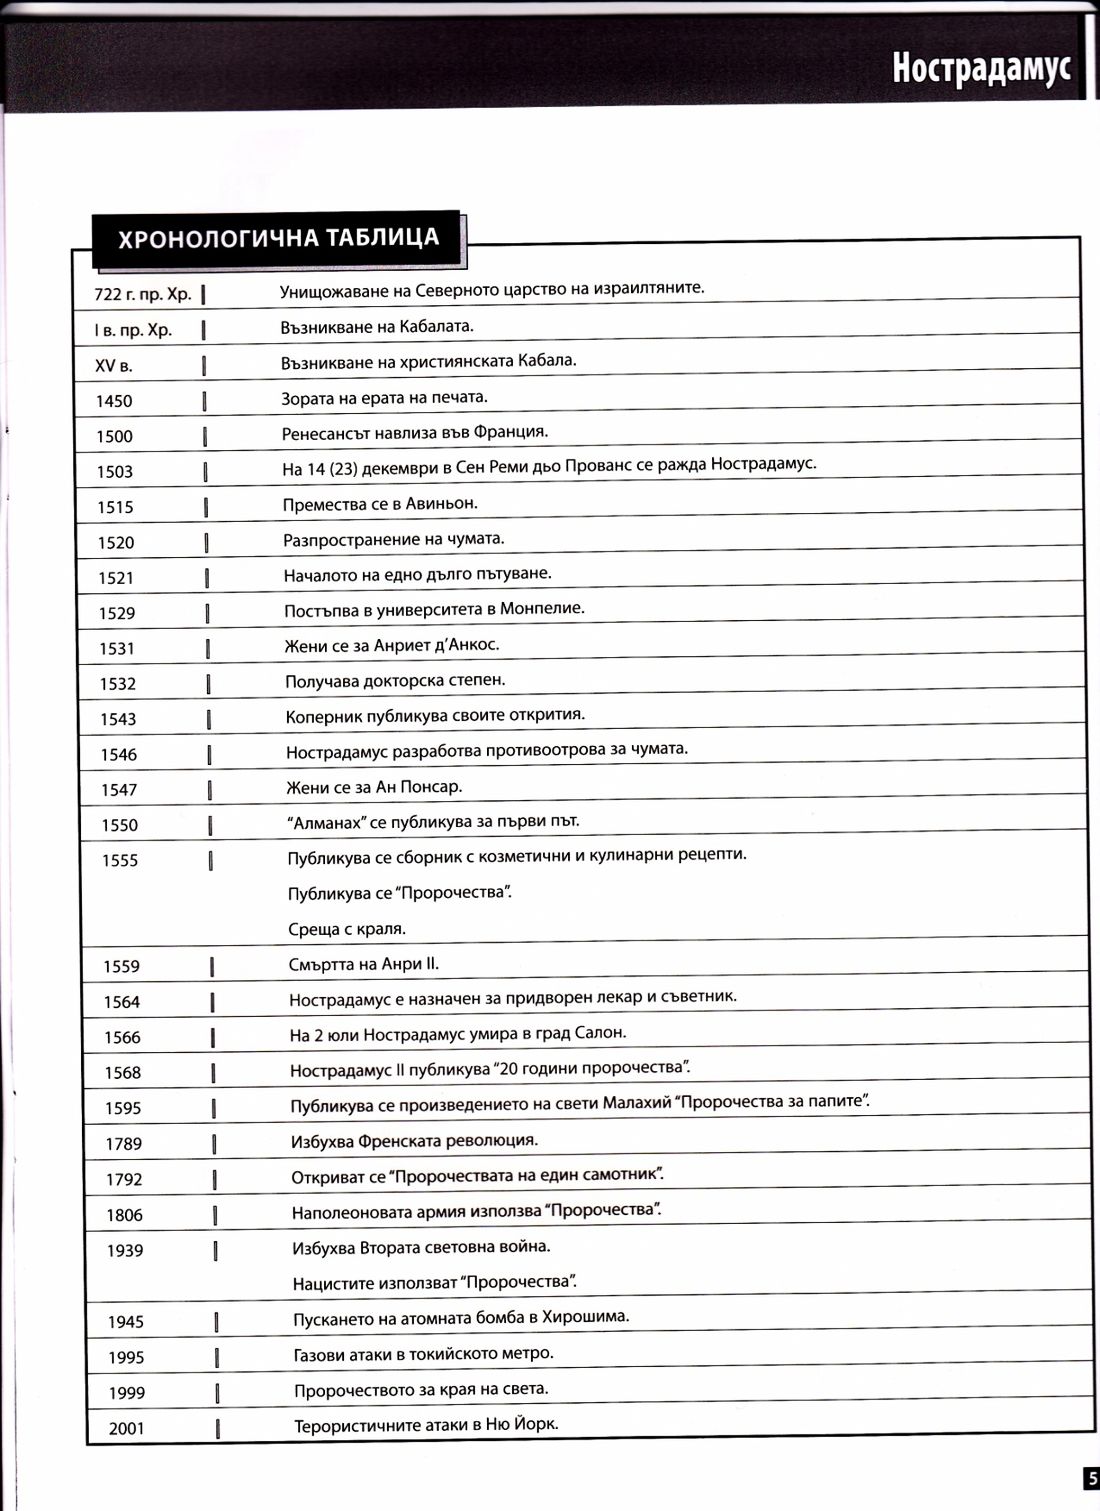 Нострадамус
ХРОНОЛОГИЧНА ТАБЛИЦА
722 г. пр. Хр. Унищожаване на Северното царство на израилтяните.
I в. пр. Хр. Възникване на Кабалата.
XV в. Възникване на християнската Кабала.
1450 Зората на ерата на печата.
1500 Ренесансът навлиза във Франция.
1503 На 14 (23) декември в Сен Реми дьо Прованс се ражда Нострадамус.
1515 Премества се в Авиньон.
1520 Разпространение на чумата.
1521 Началото на едно дълго пътуване.
1529 Постъпва в университета в Монпелие.
1531 Жени се за Анриет д'Анкос.
1532 Получава докторска степен.
1543 Коперник публикува своите открития.
1546 Нострадамус разработва противоотрова за чумата.
1547 Жени се за Ан Понсар.
1550 “Алманах” се публикува за първи път.
1555 Публикува се сборник с козметични и кулинарни рецепти.
Публикува се “Пророчества”.
Среща с краля.
1559 Смъртта на Анри II.
1564 Нострадамус е назначен за придворен лекар и съветник.
1566 На 2 юли Нострадамус умира в град Салон.
1568 Нострадамус II публикува “20 години пророчества”.
1595 Публикува се произведението на свети Малахий “Пророчества за папите”.
1789 Избухва Френската революция.
1792 Откриват се “Пророчествата на един самотник”.
1806 Наполеоновата армия използва “Пророчества”.
1939 Избухва Втората световна война.
Нацистите използват “Пророчества”.
1945 Пускането на атомната бомба в Хирошима.
1995 Газови атаки в токийското метро.
1999 Пророчеството за края на света.
2001 Терористичните атаки в Ню Йорк.
5